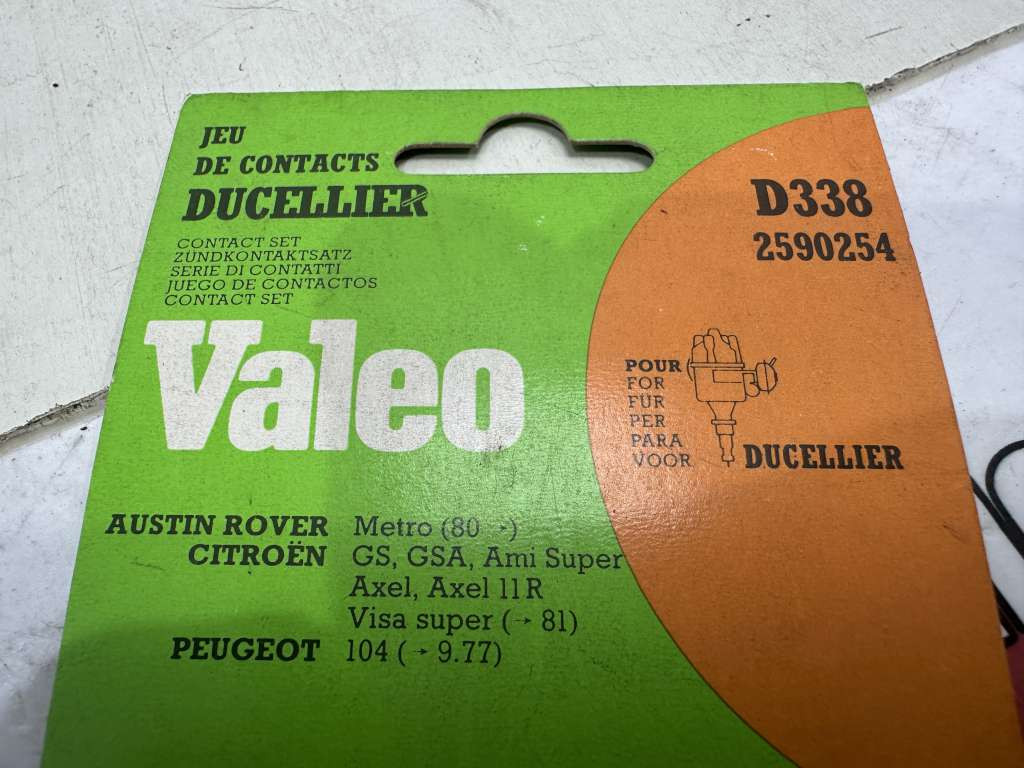 JEU
DE CONTACTS
DUCELLIER
CONTACT SET
ZÜNDKONTAKTSATZ
SERIE DI CONTATTI
JUEGO DE CONTACTOS
CONTACT SET
Valeo
D338
2590254
POUR
FOR
FÜR
PER
PARA
VOOR
DUCELLIER
AUSTIN ROVER Metro (80 →)
CITROËN GS, GSA, Ami Super
Axel, Axel 11R
Visa super (→ 81)
PEUGEOT 104 (→ 9.77)